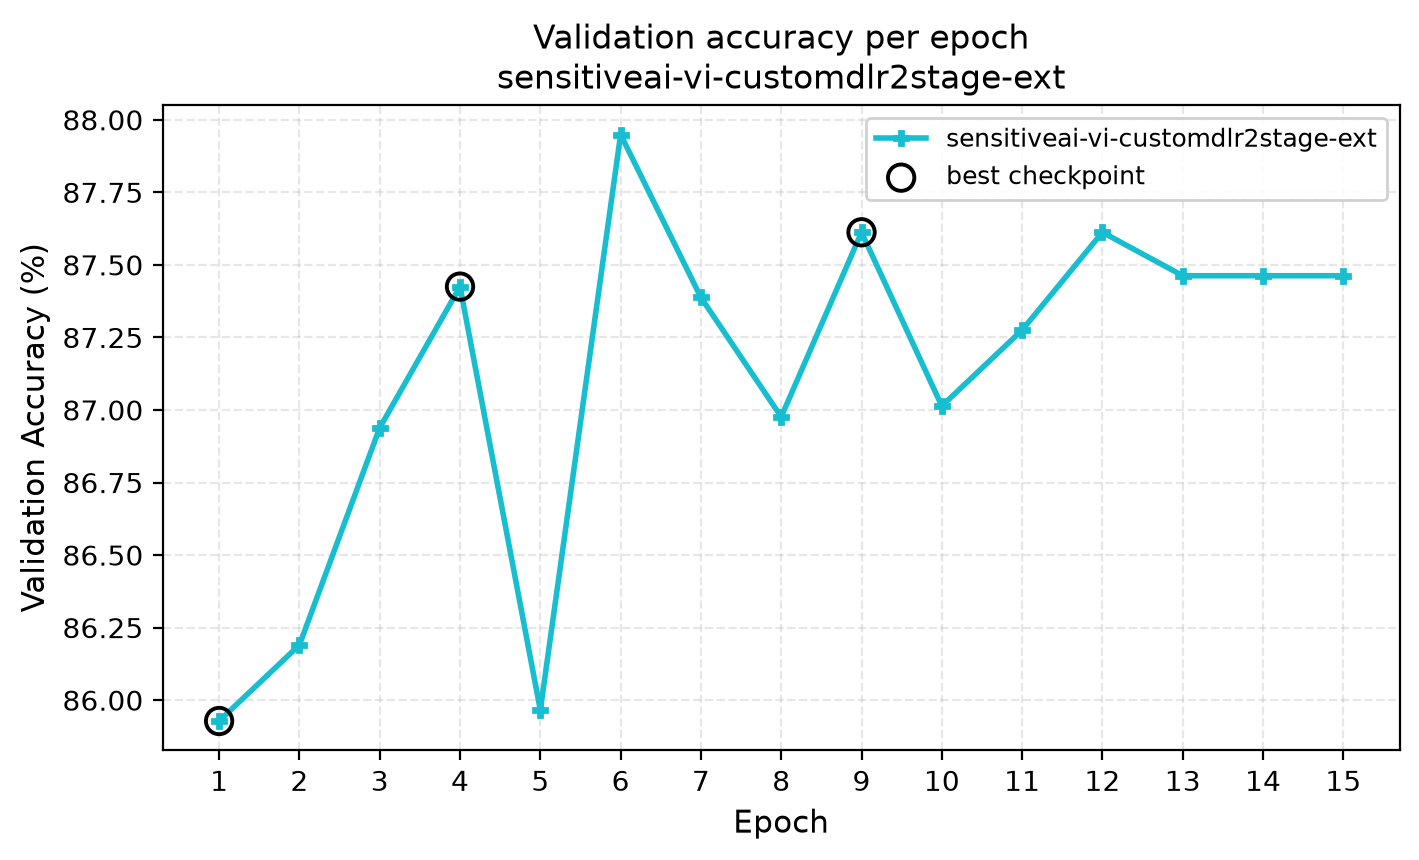 Validation accuracy per epoch
sensitiveai-vi-customdlr2stage-ext
sensitiveai-vi-customdlr2stage-ext
best checkpoint
Validation Accuracy (%)
88.00
87.75
87.50
87.25
87.00
86.75
86.50
86.25
86.00
1 2 3 4 5 6 7 8 9 10 11 12 13 14 15
Epoch